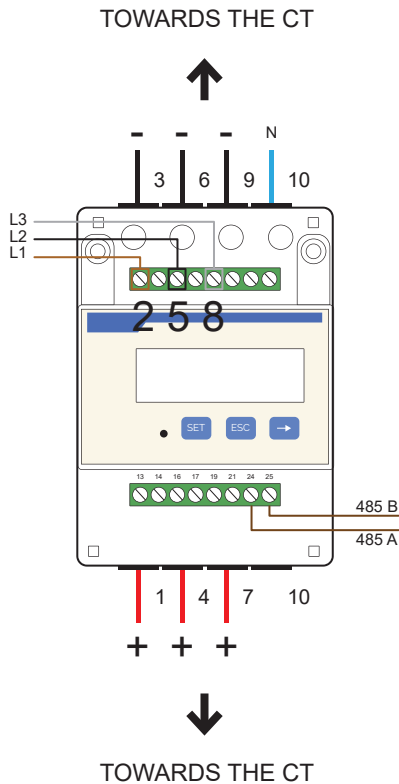 TOWARDS THE CT
- - - N
3 6 9 10
L3
L2
L1
2 5 8
SET ESC →
13 14 16 17 19 21 24 25
485 B
485 A
1 4 7 10
+ + +
TOWARDS THE CT